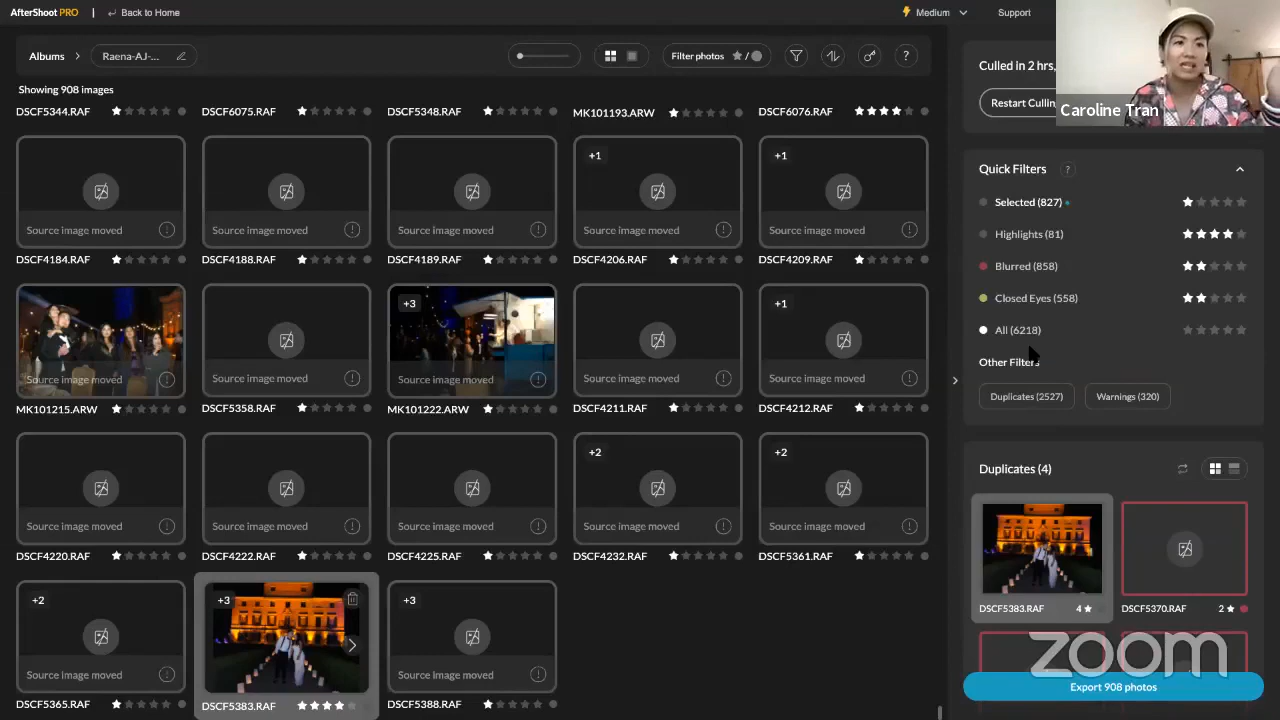 AfterShoot PRO | Back to Home
Medium
Support
Albums > Raena-AJ-...
Filter photos /
?
Showing 908 images
DSCF5344.RAF
DSCF6075.RAF
DSCF5348.RAF
MK101193.ARW
DSCF6076.RAF
Source image moved
Source image moved
Source image moved
+1
Source image moved
+1
Source image moved
DSCF4184.RAF
DSCF4188.RAF
DSCF4189.RAF
DSCF4206.RAF
DSCF4209.RAF
Source image moved
Source image moved
+3
Source image moved
Source image moved
+1
Source image moved
MK101215.ARW
DSCF5358.RAF
MK101222.ARW
DSCF4211.RAF
DSCF4212.RAF
Source image moved
Source image moved
Source image moved
+2
Source image moved
+2
Source image moved
DSCF4220.RAF
DSCF4222.RAF
DSCF4225.RAF
DSCF4232.RAF
DSCF5361.RAF
+2
Source image moved
+3
+3
Source image moved
DSCF5365.RAF
DSCF5383.RAF
DSCF5388.RAF
Culled in 2 hrs,
Restart Cullin
Caroline Tran
Quick Filters ?
Selected (827)
Highlights (81)
Blurred (858)
Closed Eyes (558)
All (6218)
Other Filters
Duplicates (2527)
Warnings (320)
Duplicates (4)
DSCF5383.RAF 4
DSCF5370.RAF 2
zoom
Export 908 photos